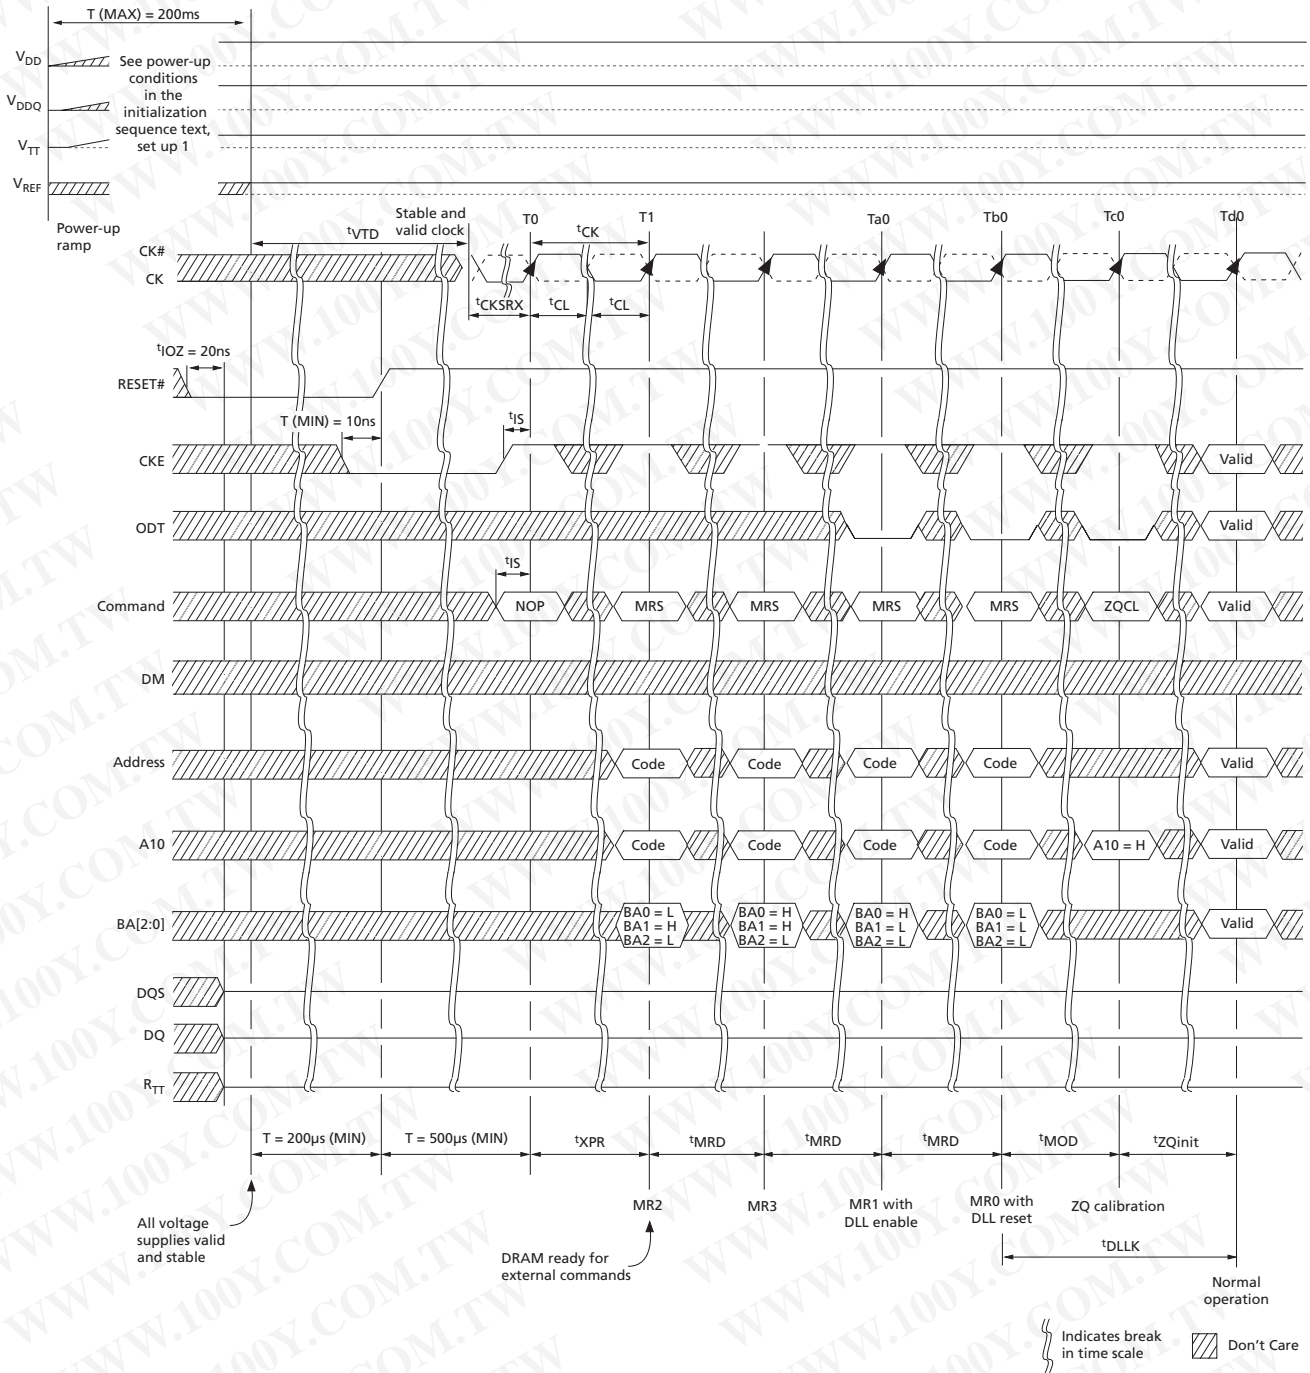 T (MAX) = 200ms
VDD
See power-up
conditions
in the
initialization
sequence text,
set up 1
VDDQ
VTT
VREF
Power-up
ramp
tVTD
Stable and
valid clock
T0
T1
Ta0
Tb0
Tc0
Td0
tCK
CK#
CK
tCKSRX
tCL
tCL
tIOZ = 20ns
RESET#
T (MIN) = 10ns
tIS
CKE
Valid
ODT
Valid
tIS
Command
NOP
MRS
MRS
MRS
MRS
ZQCL
Valid
DM
Address
Code
Code
Code
Code
Valid
A10
Code
Code
Code
Code
A10 = H
Valid
BA[2:0]
BA0 = L
BA1 = H
BA2 = L
BA0 = H
BA1 = H
BA2 = L
BA0 = H
BA1 = L
BA2 = L
BA0 = L
BA1 = L
BA2 = L
Valid
DQS
DQ
RTT
T = 200µs (MIN)
T = 500µs (MIN)
tXPR
tMRD
tMRD
tMRD
tMOD
tZQinit
MR2
MR3
MR1 with
DLL enable
MR0 with
DLL reset
ZQ calibration
All voltage
supplies valid
and stable
DRAM ready for
external commands
tDLLK
Normal
operation
Indicates break
in time scale
Don't Care
WWW.100Y.COM.TW